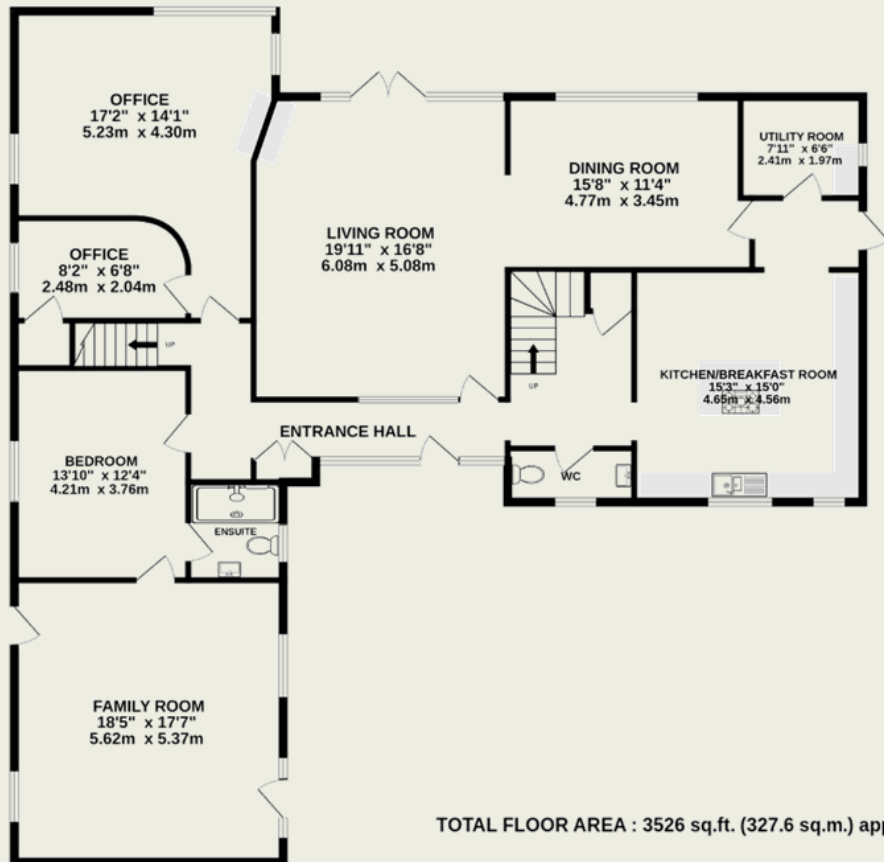 OFFICE
17'2" x 14'1"
5.23m x 4.30m
UTILITY ROOM
7'11" x 6'6"
2.41m x 1.97m
DINING ROOM
15'8" x 11'4"
4.77m x 3.45m
LIVING ROOM
19'11" x 16'8"
6.08m x 5.08m
OFFICE
8'2" x 6'8"
2.48m x 2.04m
UP
UP
KITCHEN/BREAKFAST ROOM
15'3" x 15'0"
4.65m x 4.56m
ENTRANCE HALL
BEDROOM
13'10" x 12'4"
4.21m x 3.76m
WC
ENSUITE
FAMILY ROOM
18'5" x 17'7"
5.62m x 5.37m
TOTAL FLOOR AREA : 3526 sq.ft. (327.6 sq.m.) app